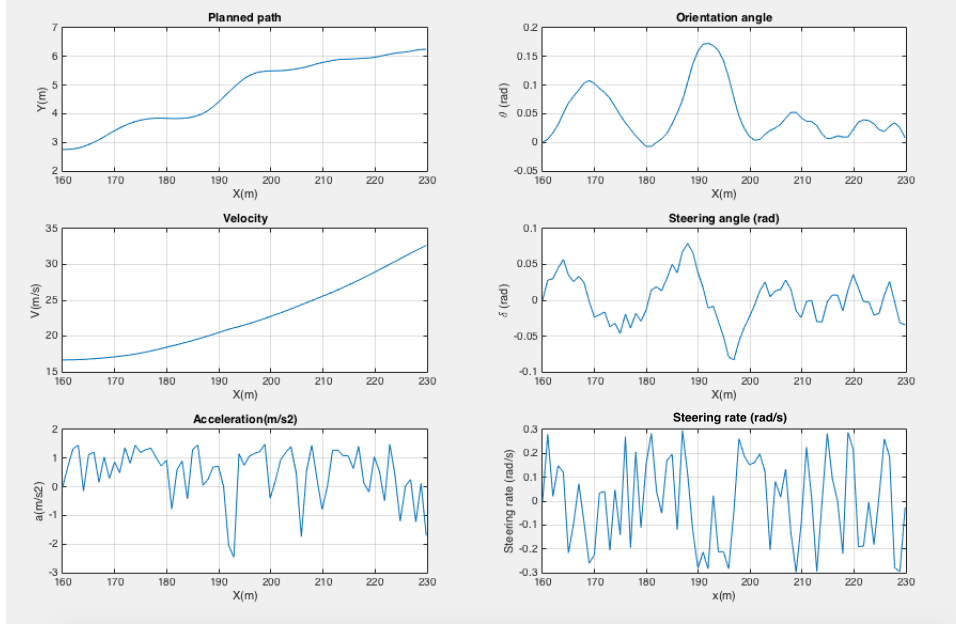 Planned path
7
6
5
4
3
2
Y(m)
160 170 180 190 200 210 220 230
X(m)
Orientation angle
0.2
0.15
0.1
0.05
0
-0.05
θ (rad)
160 170 180 190 200 210 220 230
X(m)
Velocity
35
30
25
20
15
V(m/s)
160 170 180 190 200 210 220 230
X(m)
Steering angle (rad)
0.1
0.05
0
-0.05
-0.1
δ (rad)
160 170 180 190 200 210 220 230
X(m)
Acceleration(m/s2)
2
1
0
-1
-2
-3
a(m/s2)
160 170 180 190 200 210 220 230
X(m)
Steering rate (rad/s)
0.3
0.2
0.1
0
-0.1
-0.2
-0.3
Steering rate (rad/s)
160 170 180 190 200 210 220 230
x(m)